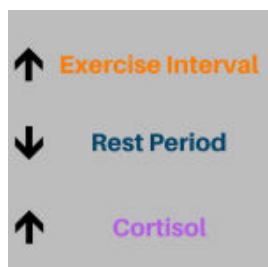 ↑ Exercise Interval
↓ Rest Period
↑ Cortisol